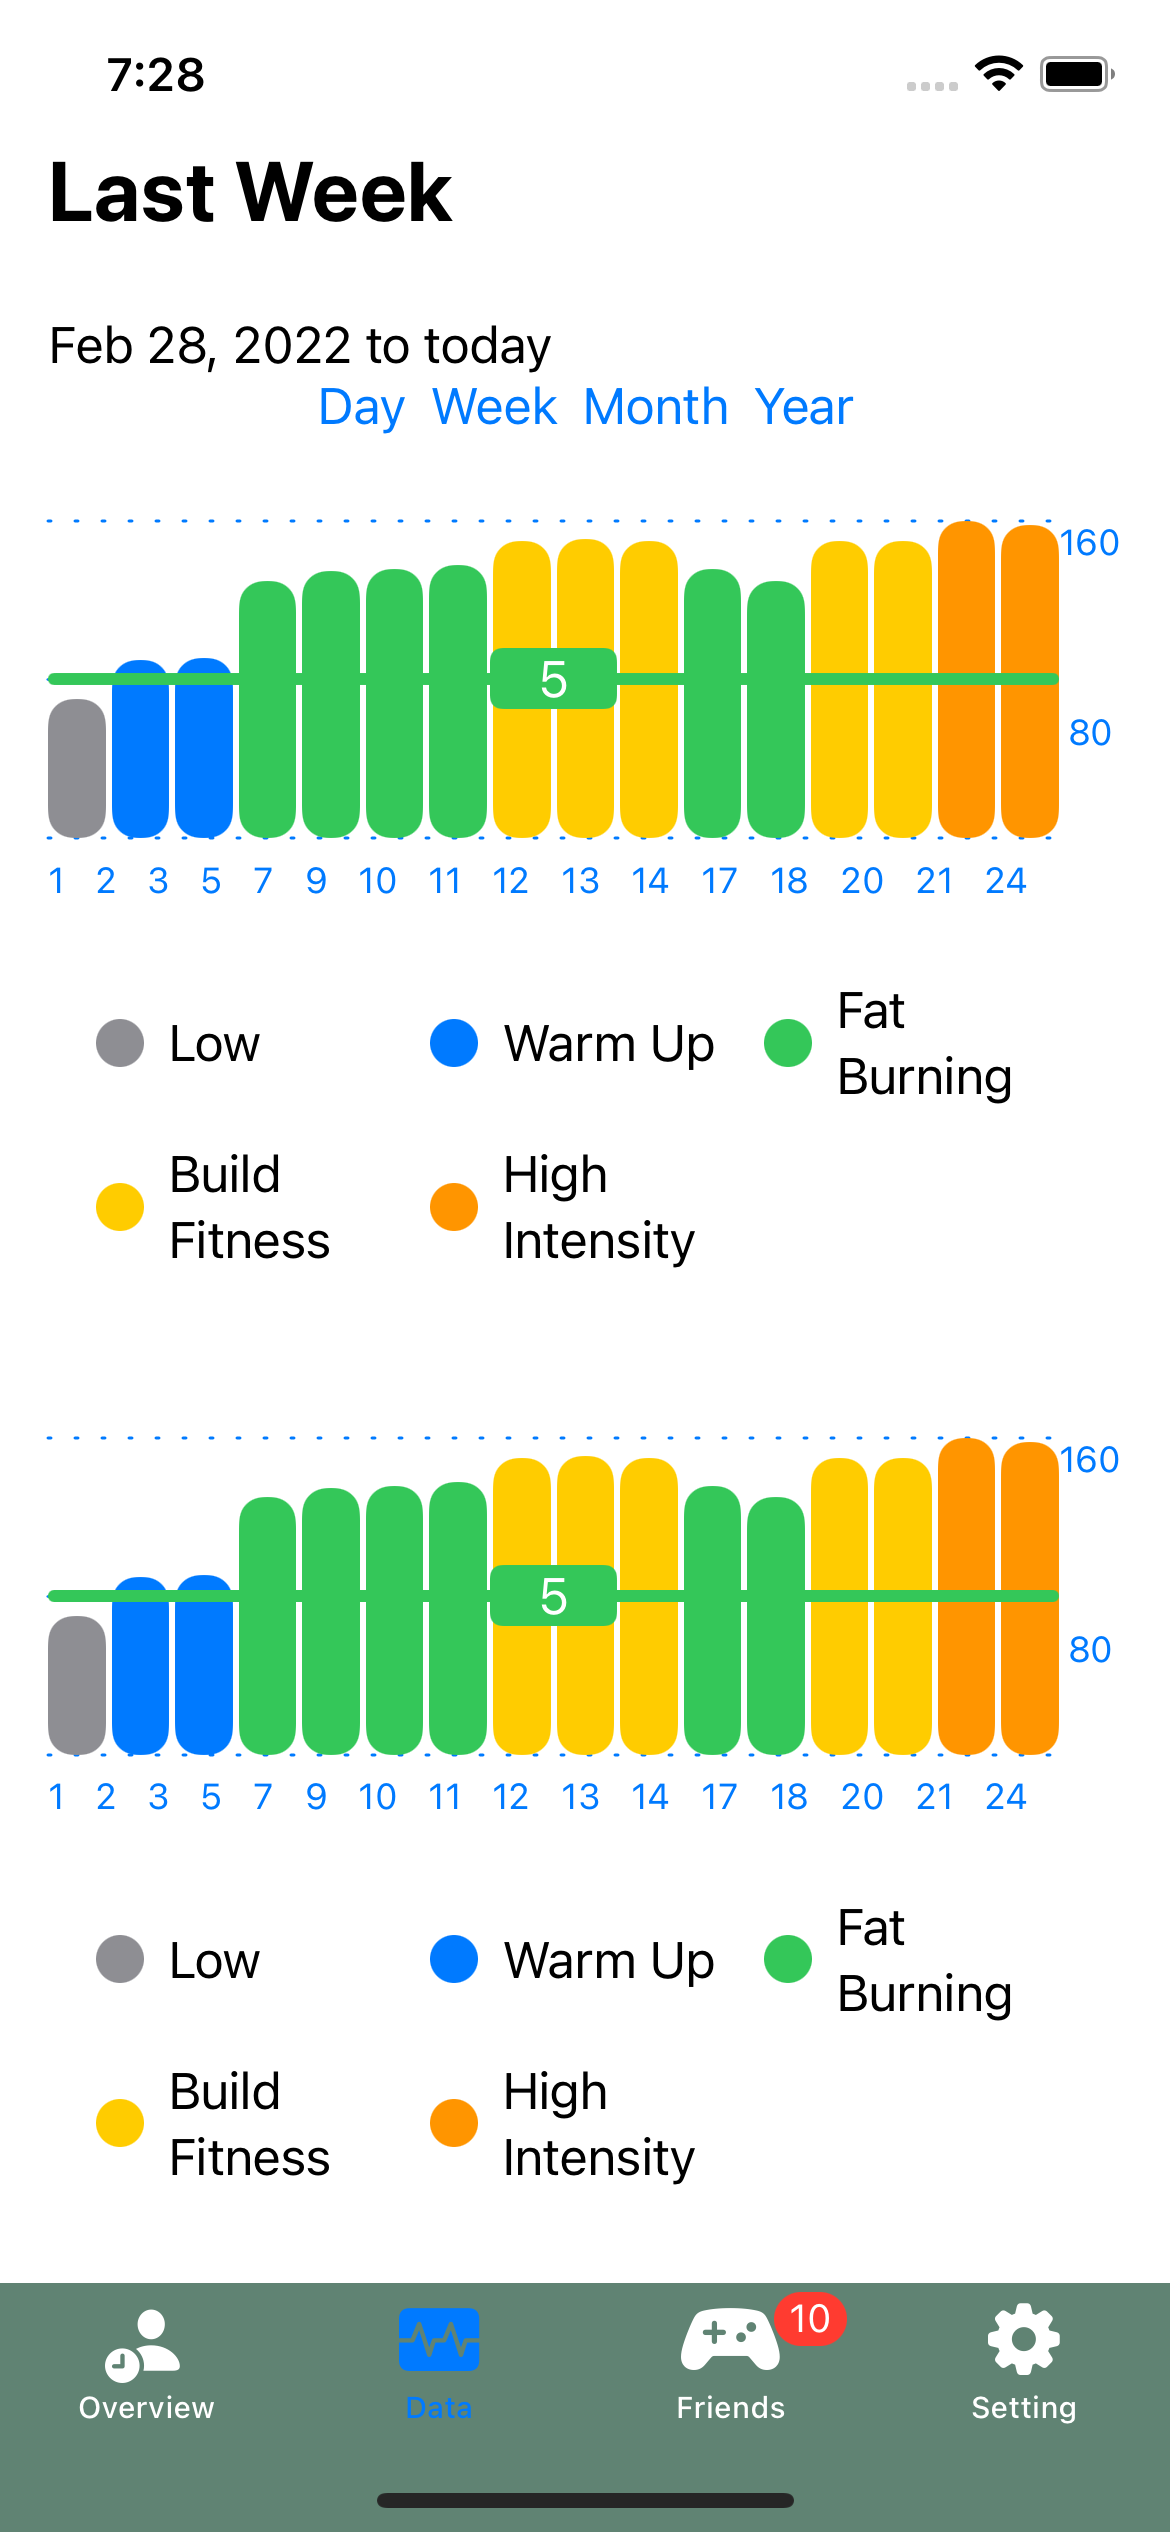 7:28
Last Week
Feb 28, 2022 to today
Day Week Month Year
160
5
80
1 2 3 5 7 9 10 11 12 13 14 17 18 20 21 24
Low
Warm Up
Fat
Burning
Build
Fitness
High
Intensity
160
5
80
1 2 3 5 7 9 10 11 12 13 14 17 18 20 21 24
Low
Warm Up
Fat
Burning
Build
Fitness
High
Intensity
10
Overview
Data
Friends
Setting